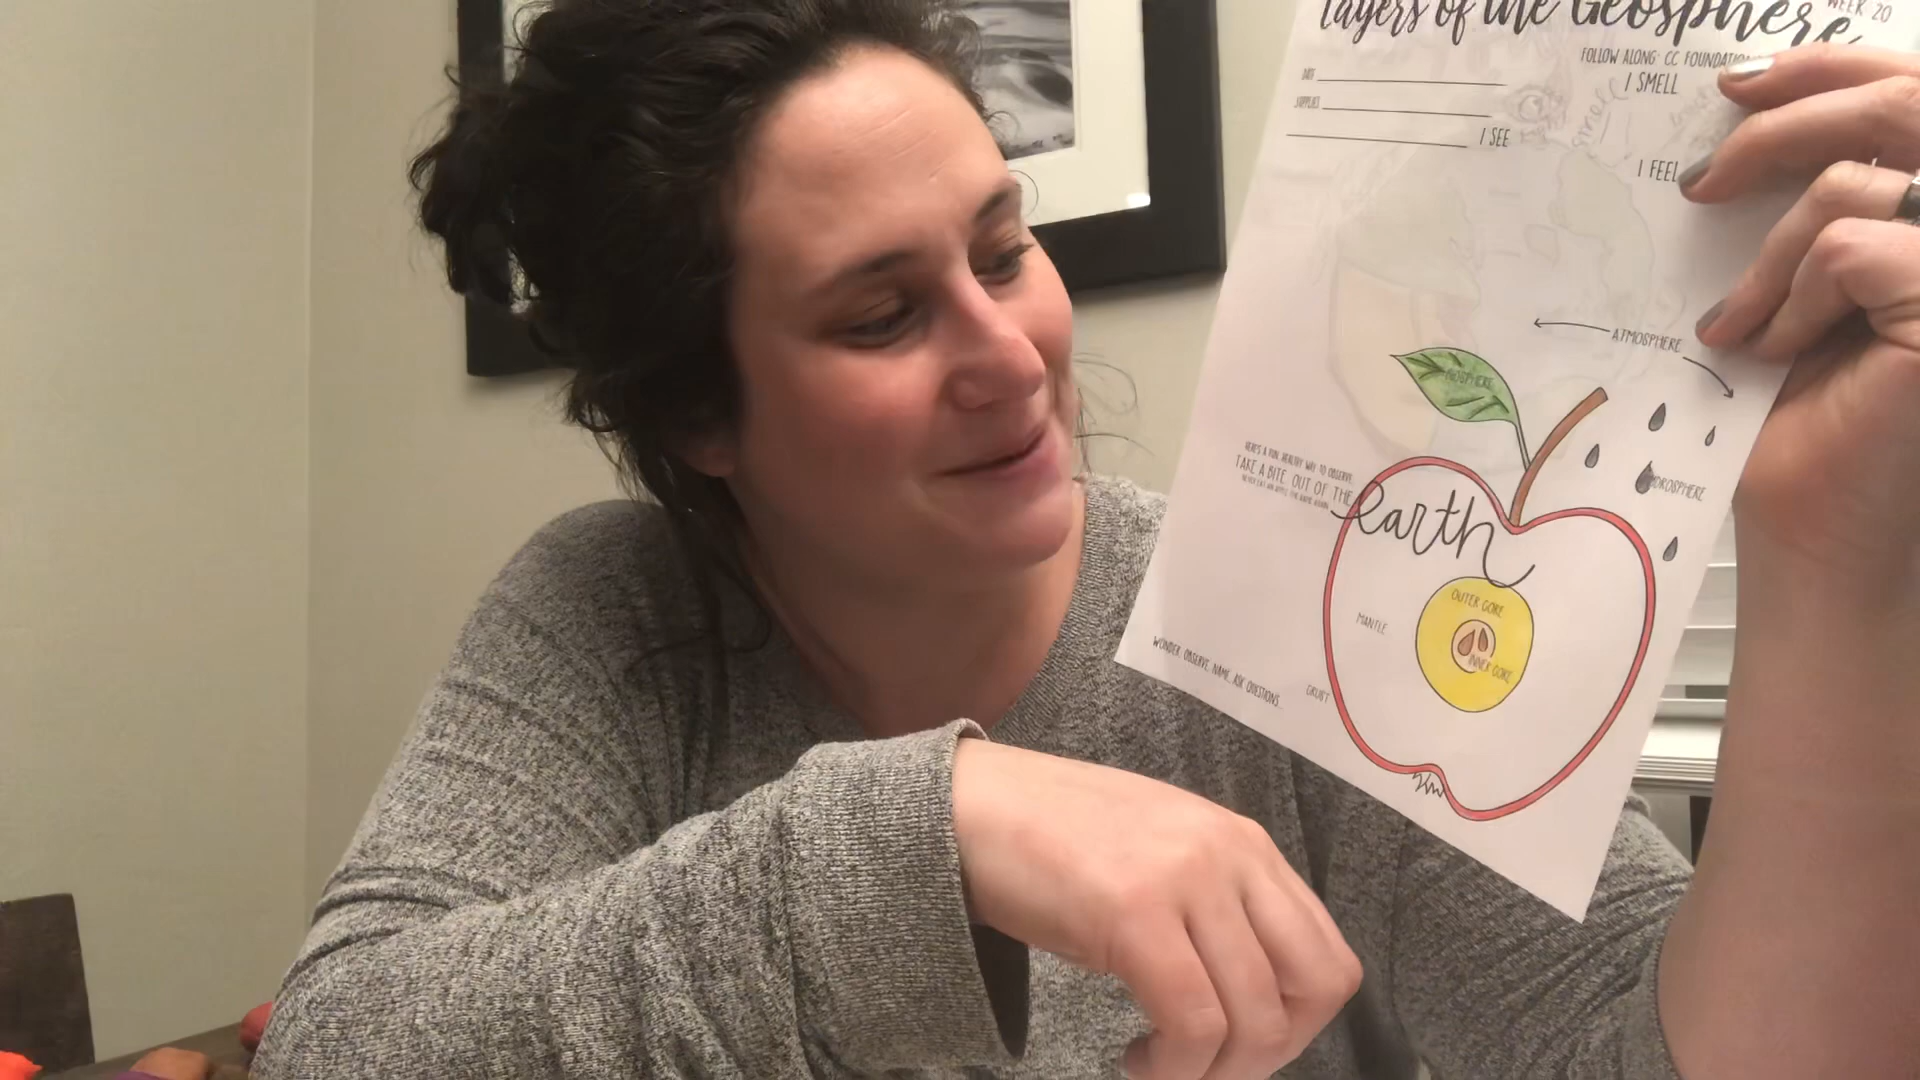 Layers of the Geosphere
WEEK 20
FOLLOW ALONG: CC FOUNDATIO
DATE
SUPPLIES
I SMELL
I SEE
I FEEL
ATMOSPHERE
BIOSPHERE
HERE'S A FUN, HEALTHY WAY TO OBSERVE.
TAKE A BITE OUT OF THE
earth
DROSPHERE
OUTER CORE
MANTLE
INNER CORE
CRUST
WONDER, OBSERVE, NAME, ASK QUESTIONS...